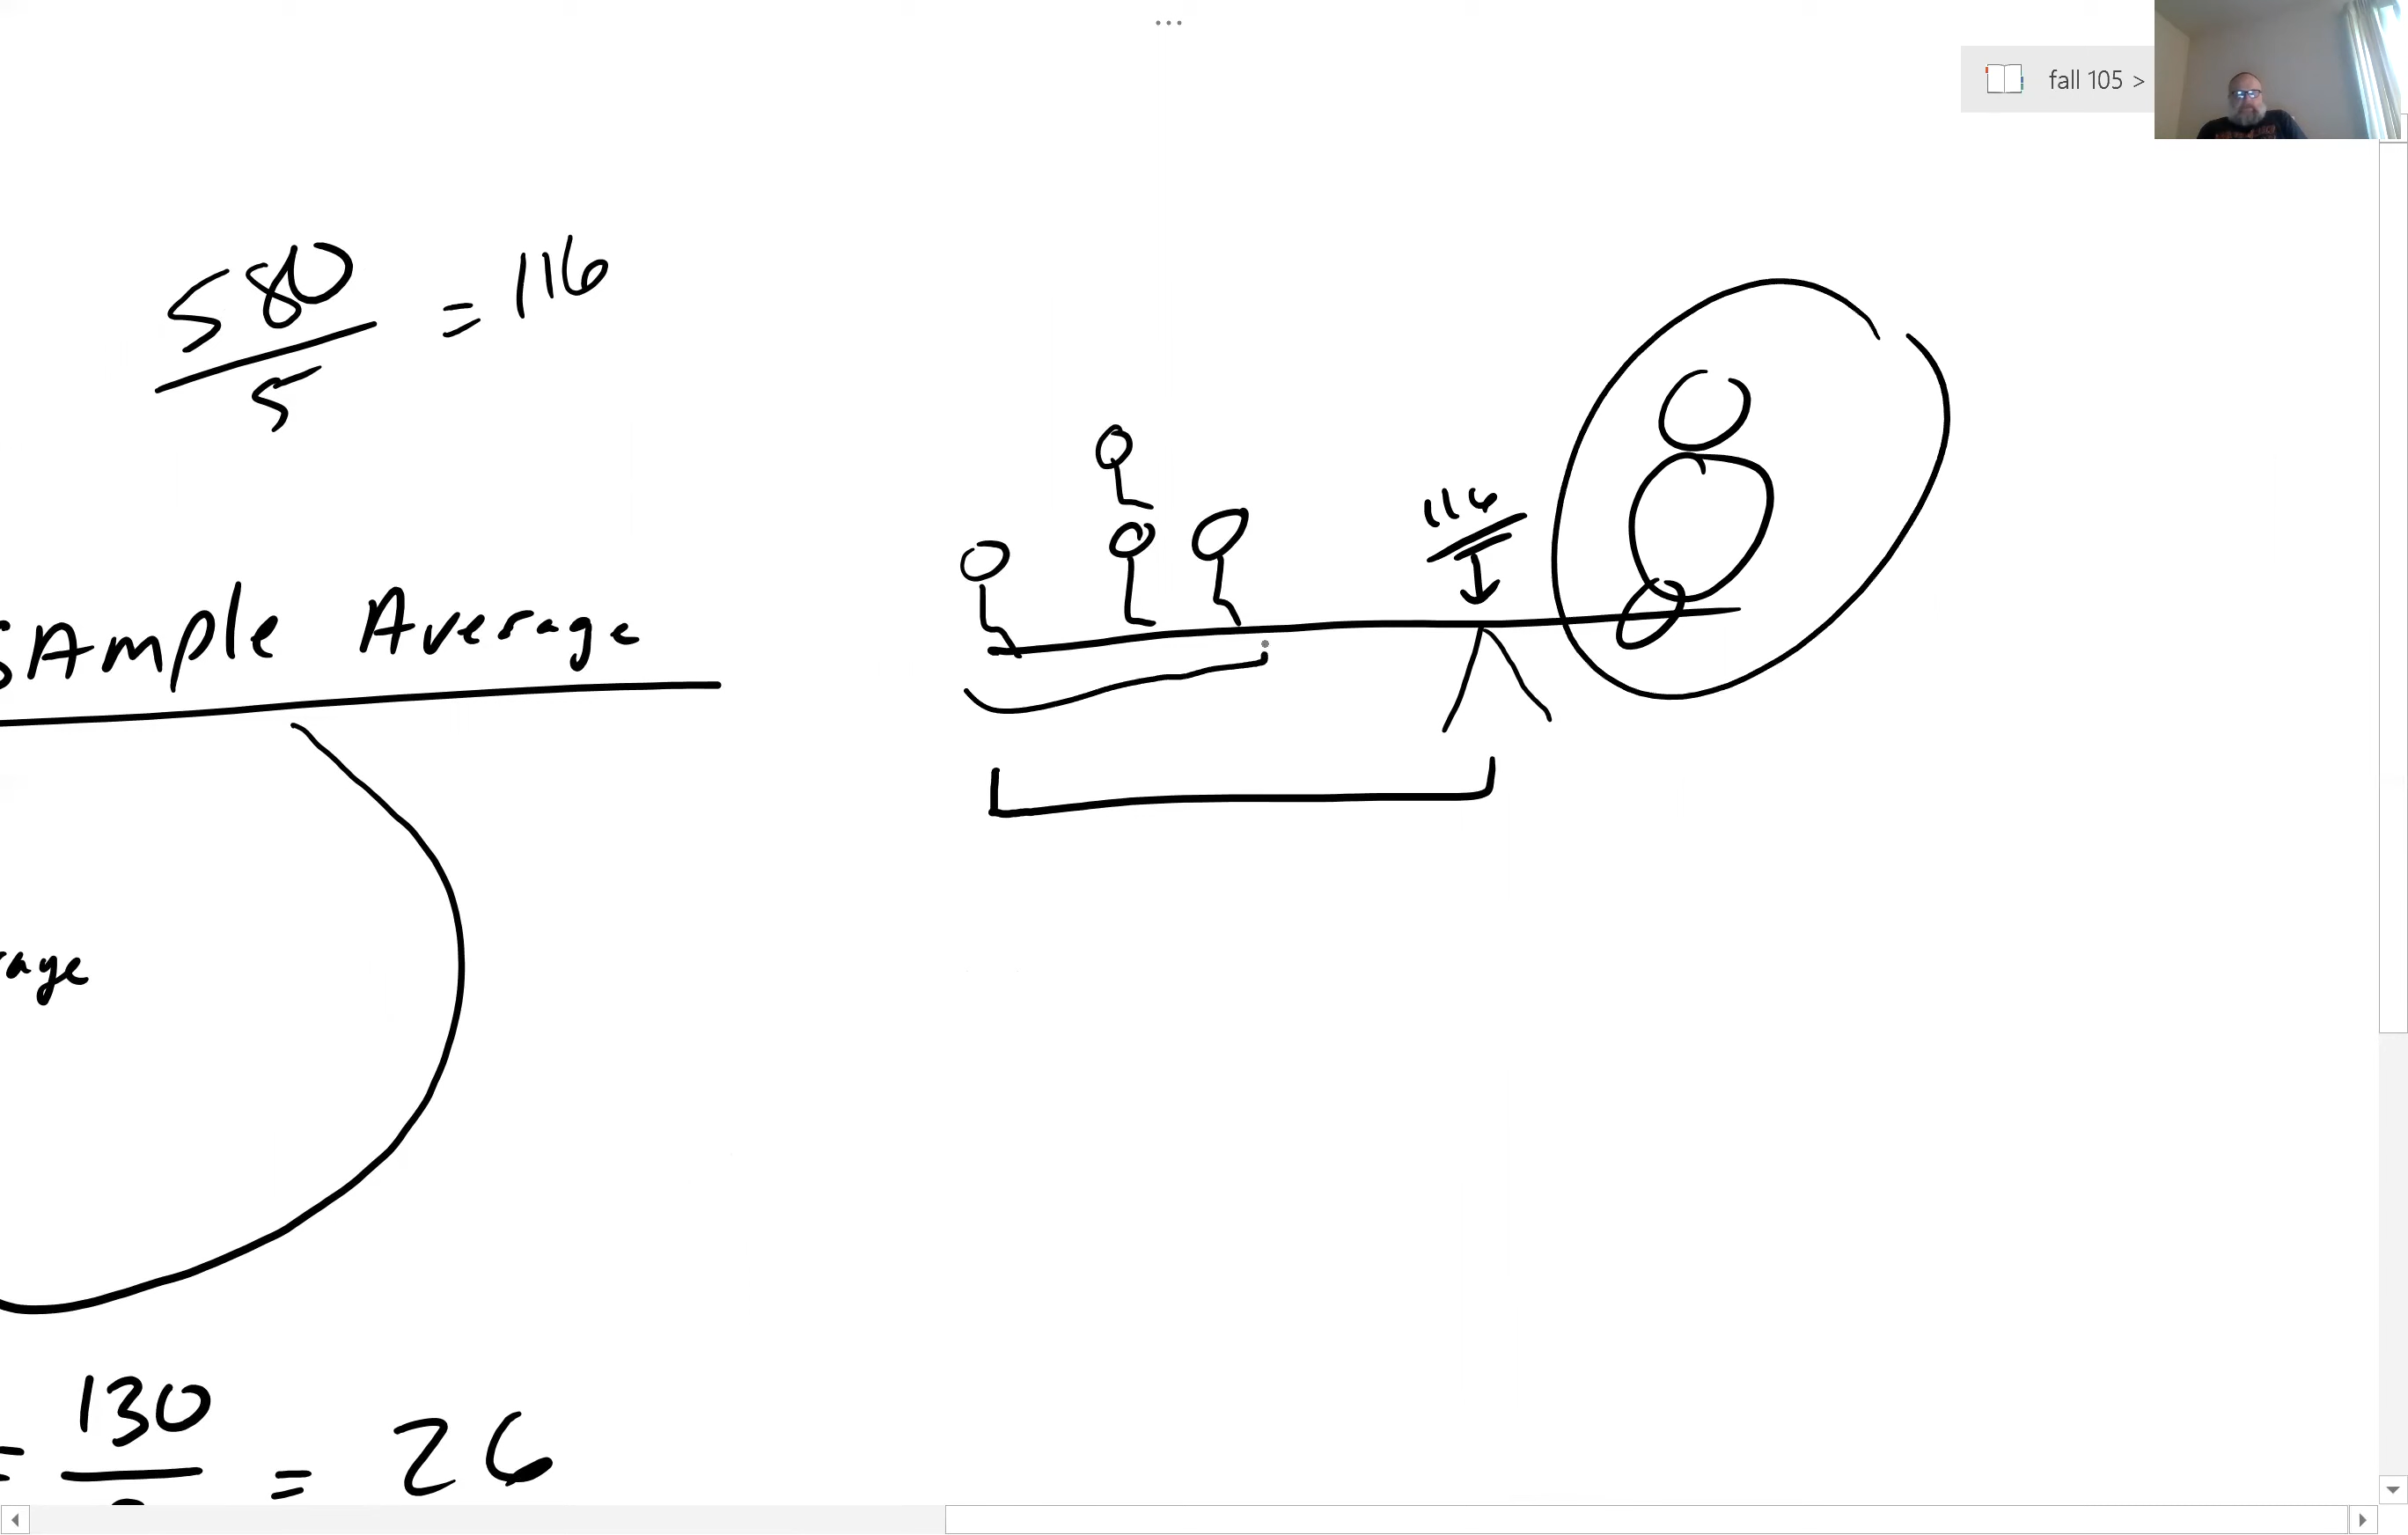 fall 105 >
580
5
= 116
116
SAmple Average
rage
= 130 = 26